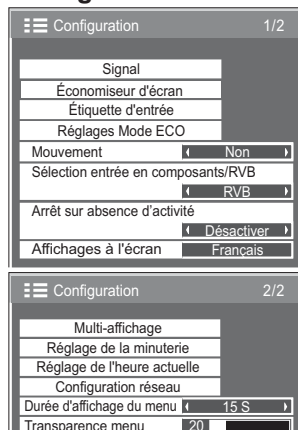 Configuration 1/2
Signal
Économiseur d'écran
Étiquette d'entrée
Réglages Mode ECO
Mouvement Non
Sélection entrée en composants/RVB
RVB
Arrêt sur absence d'activité
Désactiver
Affichages à l'écran Français
Configuration 2/2
Multi-affichage
Réglage de la minuterie
Réglage de l'heure actuelle
Configuration réseau
Durée d'affichage du menu 15 S
Transparence menu 20